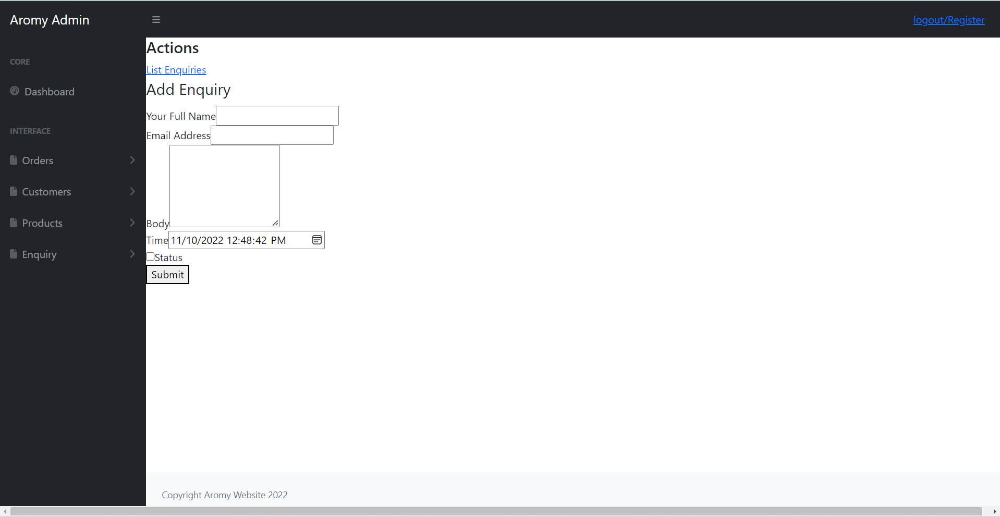 Aromy Admin
logout/Register
CORE
Dashboard
INTERFACE
Orders
Customers
Products
Enquiry
Actions
List Enquiries
Add Enquiry
Your Full Name
Email Address
Body
Time 11/10/2022 12:48:42 PM
Status
Submit
Copyright Aromy Website 2022